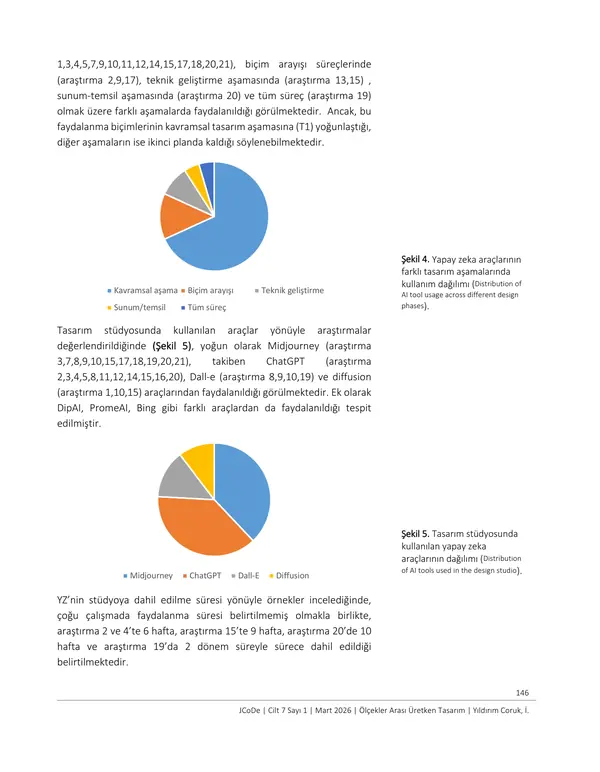 1,3,4,5,7,9,10,11,12,14,15,17,18,20,21), biçim arayışı süreçlerinde
(araştırma 2,9,17), teknik geliştirme aşamasında (araştırma 13,15) ,
sunum-temsil aşamasında (araştırma 20) ve tüm süreç (araştırma 19)
olmak üzere farklı aşamalarda faydalanıldığı görülmektedir. Ancak, bu
faydalanma biçimlerinin kavramsal tasarım aşamasına (T1) yoğunlaştığı,
diğer aşamaların ise ikinci planda kaldığı söylenebilmektedir.
Kavramsal aşama Biçim arayışı Teknik geliştirme
Sunum/temsil Tüm süreç
Şekil 4. Yapay zeka araçlarının
farklı tasarım aşamalarında
kullanım dağılımı (Distribution of
AI tool usage across different design
phases).
Tasarım stüdyosunda kullanılan araçlar yönüyle araştırmalar
değerlendirildiğinde (Şekil 5), yoğun olarak Midjourney (araştırma
3,7,8,9,10,15,17,18,19,20,21), takiben ChatGPT (araştırma
2,3,4,5,8,11,12,14,15,16,20), Dall-e (araştırma 8,9,10,19) ve diffusion
(araştırma 1,10,15) araçlarından faydalanıldığı görülmektedir. Ek olarak
DipAI, PromeAI, Bing gibi farklı araçlardan da faydalanıldığı tespit
edilmiştir.
Midjourney ChatGPT Dall-E Diffusion
Şekil 5. Tasarım stüdyosunda
kullanılan yapay zeka
araçlarının dağılımı (Distribution
of AI tools used in the design studio).
YZ’nin stüdyoya dahil edilme süresi yönüyle örnekler incelediğinde,
çoğu çalışmada faydalanma süresi belirtilmemiş olmakla birlikte,
araştırma 2 ve 4’te 6 hafta, araştırma 15’te 9 hafta, araştırma 20’de 10
hafta ve araştırma 19’da 2 dönem süreyle sürece dahil edildiği
belirtilmektedir.
146
JCoDe | Cilt 7 Sayı 1 | Mart 2026 | Ölçekler Arası Üretken Tasarım | Yıldırım Coruk, İ.